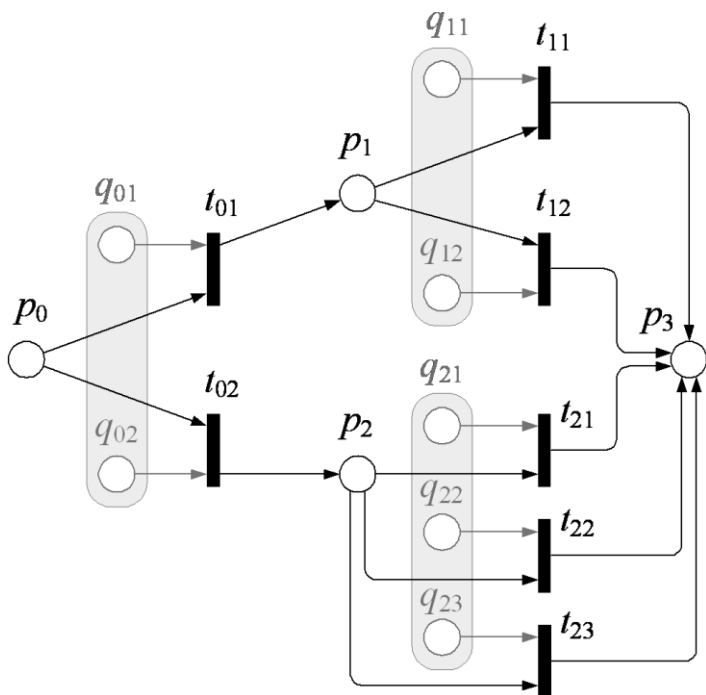 q₁₁
t₁₁
p₁
q₀₁
t₀₁
t₁₂
q₁₂
p₀
p₃
t₀₂
q₂₁
q₀₂
p₂
t₂₁
q₂₂
t₂₂
q₂₃
t₂₃